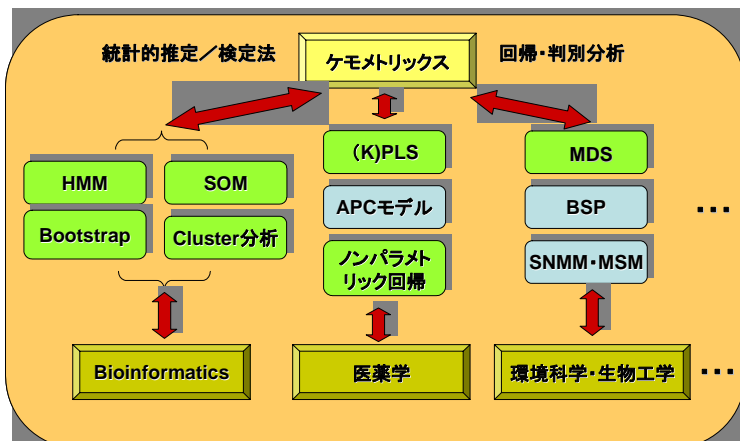 統計的推定／検定法
ケモメトリックス
回帰・判別分析
HMM
SOM
Bootstrap
Cluster分析
(K)PLS
APCモデル
ノンパラメト
リック回帰
MDS
BSP
SNMM・MSM
…
Bioinformatics
医薬学
環境科学・生物工学
…